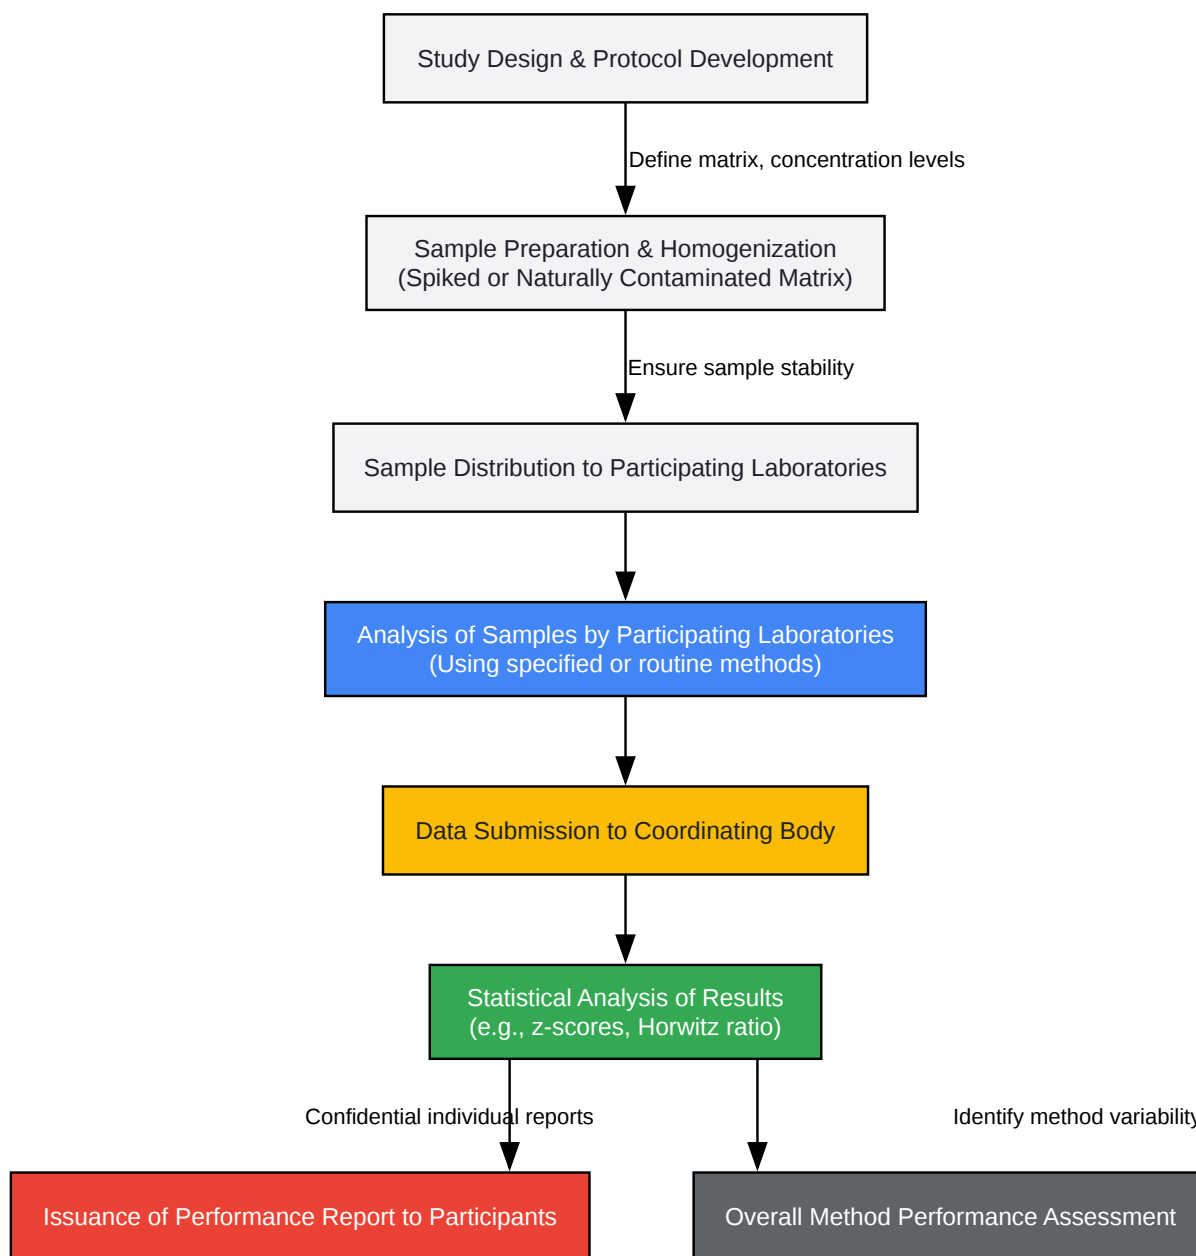 Study Design & Protocol Development
Define matrix, concentration levels
Sample Preparation & Homogenization
(Spiked or Naturally Contaminated Matrix)
Ensure sample stability
Sample Distribution to Participating Laboratories
Analysis of Samples by Participating Laboratories
(Using specified or routine methods)
Data Submission to Coordinating Body
Statistical Analysis of Results
(e.g., z-scores, Horwitz ratio)
Confidential individual reports
Identify method variability
Issuance of Performance Report to Participants
Overall Method Performance Assessment